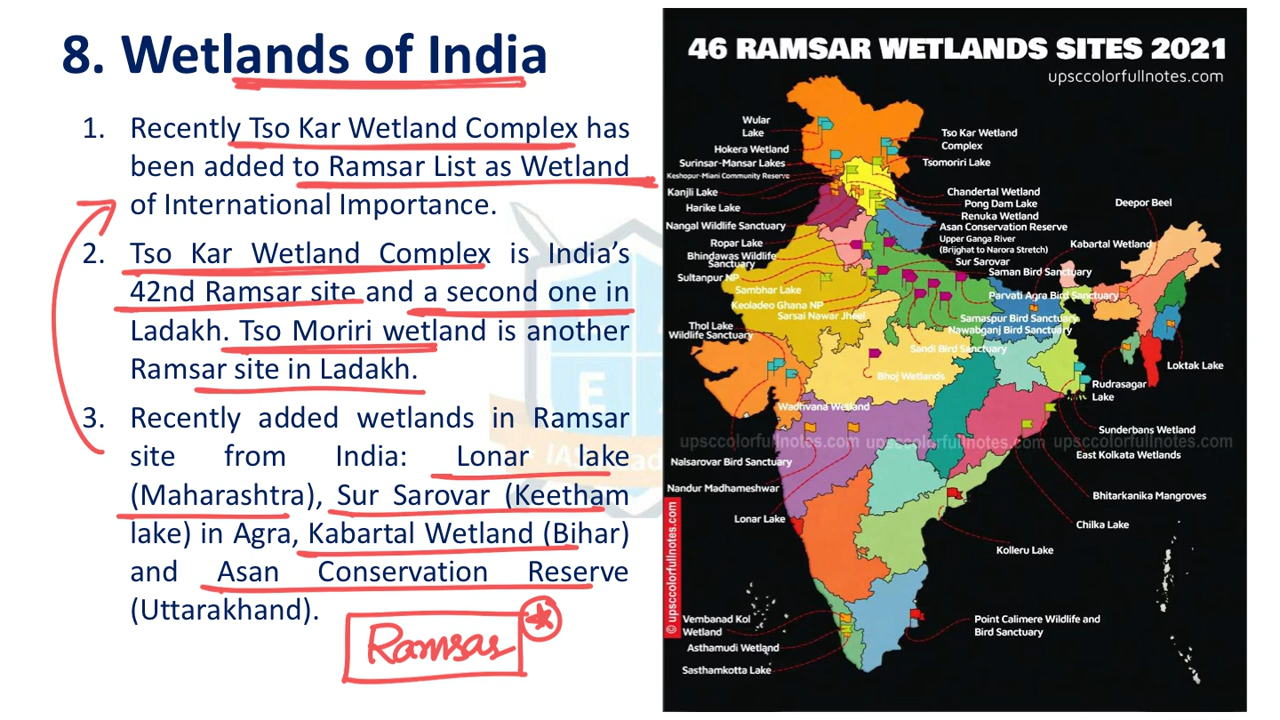 8. Wetlands of India
1. Recently Tso Kar Wetland Complex has
been added to Ramsar List as Wetland
of International Importance.
2. Tso Kar Wetland Complex is India's
42nd Ramsar site and a second one in
Ladakh. Tso Moriri wetland is another
Ramsar site in Ladakh.
3. Recently added wetlands in Ramsar
site from India: Lonar lake
(Maharashtra), Sur Sarovar (Keetham
lake) in Agra, Kabartal Wetland (Bihar)
and Asan Conservation Reserve
(Uttarakhand).
Ramsar
46 RAMSAR WETLANDS SITES 2021
upsccolorfullnotes.com
Wular
Lake
Hokera Wetland
Surinsar-Mansar Lakes
Keshopur-Miani Community Reserve
Kanjli Lake
Harike Lake
Nangal Wildlife Sanctuary
Ropar Lake
Bhindawas Wildlife
Sanctuary
Sultanpur NP
Sambhar Lake
Keoladeo Ghana NP
Sarsai Nawar Jheel
Thol Lake
Wildlife Sanctuary
Tso Kar Wetland
Complex
Tsomoriri Lake
Chandertal Wetland
Pong Dam Lake
Renuka Wetland
Asan Conservation Reserve
Upper Ganga River
(Brijghat to Narora Stretch)
Sur Sarovar
Saman Bird Sanctuary
Parvati Agra Bird Sanctuary
Samaspur Bird Sanctuary
Nawabganj Bird Sanctuary
Sandi Bird Sanctuary
Bhoj Wetlands
Deepor Beel
Kabartal Wetland
Loktak Lake
Rudrasagar
Lake
Wadhvana Wetland
Sunderbans Wetland
upsccolorfullnotes.com upsccolorfullnotes.com upsccolorfullnotes.com
East Kolkata Wetlands
Nalsarovar Bird Sanctuary
Nandur Madhameshwar
Bhitarkanika Mangroves
Lonar Lake
Chilka Lake
Kolleru Lake
© upsccolorfullnotes.com
Vembanad Kol
Wetland
Asthamudi Wetland
Sasthamkotta Lake
Point Calimere Wildlife and
Bird Sanctuary